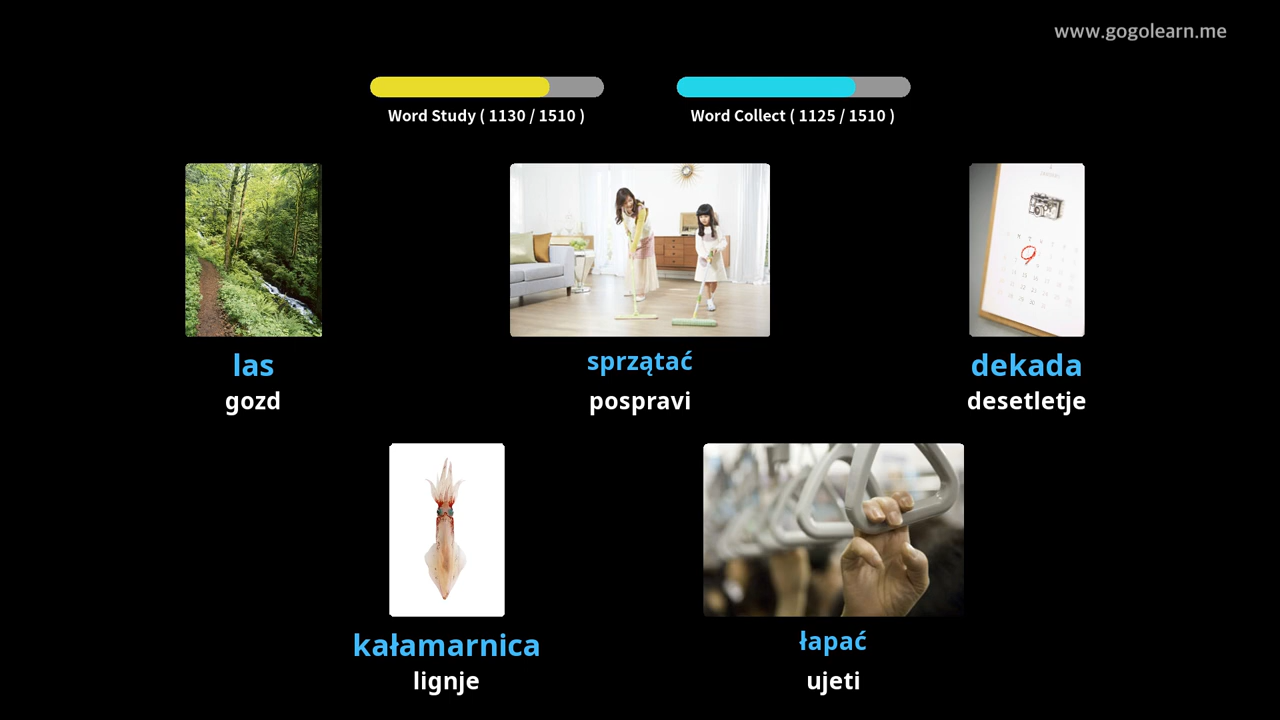 www.gogolearn.me
Word Study ( 1130 / 1510 )
Word Collect ( 1125 / 1510 )
las
gozd
sprzątać
pospravi
dekada
desetletje
kałamarnica
lignje
łapać
ujeti